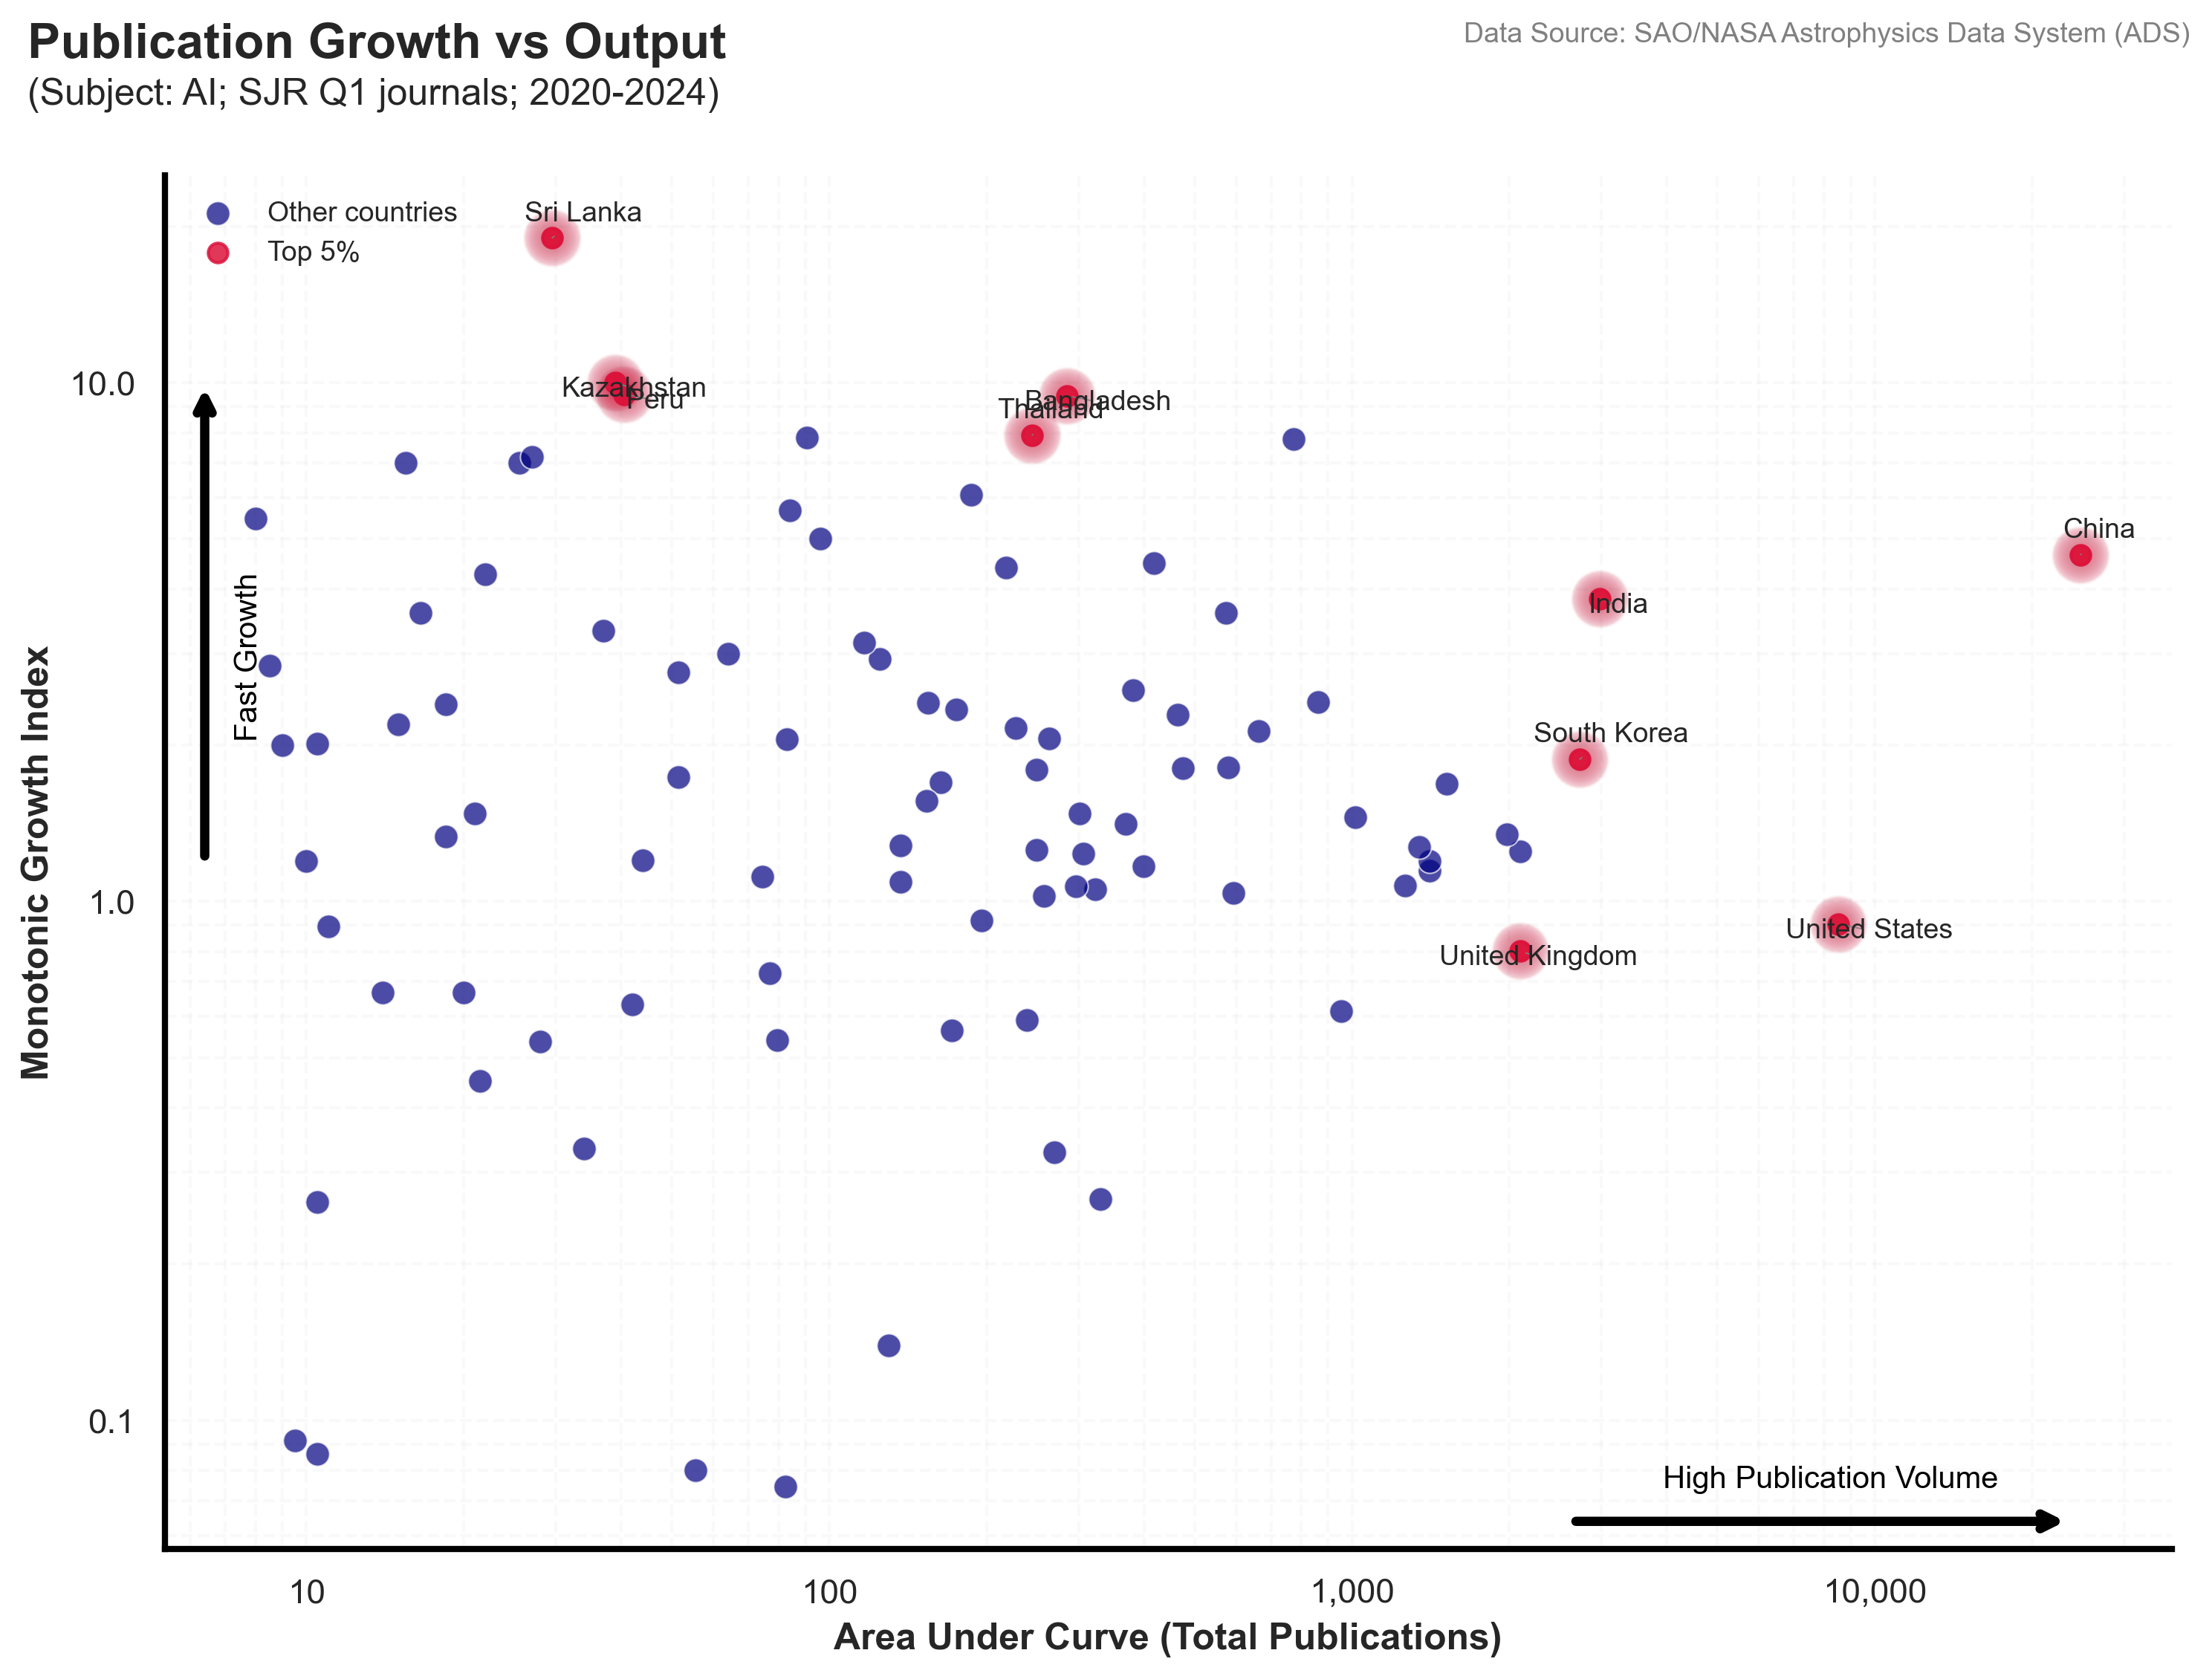 Publication Growth vs Output
(Subject: AI; SJR Q1 journals; 2020-2024)
Data Source: SAO/NASA Astrophysics Data System (ADS)
Other countries
Top 5%
Sri Lanka
Kazakhstan
Peru
Bangladesh
Thailand
China
India
South Korea
United States
United Kingdom
Fast Growth
High Publication Volume
Monotonic Growth Index
10.0
1.0
0.1
10
100
1,000
10,000
Area Under Curve (Total Publications)